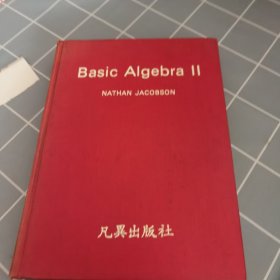 Basic Algebra II
NATHAN JACOBSON
凡異出版社